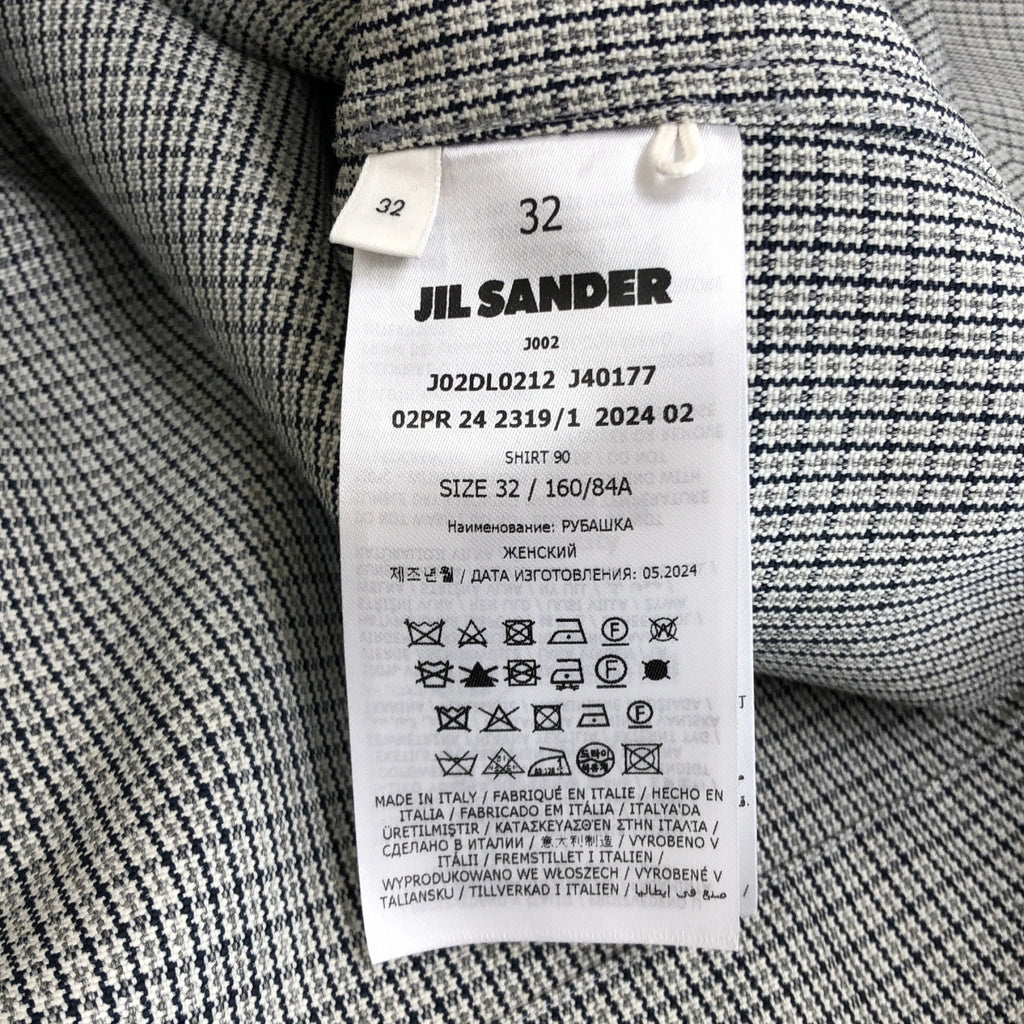 32
32
JIL SANDER
J002
J02DL0212 J40177
02PR 24 2319/1 2024 02
SHIRT 90
SIZE 32 / 160/84A
Наименование: РУБАШКА
ЖЕНСКИЙ
제조년월 / ДАТА ИЗГОТОВЛЕНИЯ: 05.2024
F W
F
F
드라이
MADE IN ITALY / FABRIQUÉ EN ITALIE / HECHO EN
ITALIA / FABRICADO EM ITÁLIA / ITALYA'DA
ÜRETILMIŞTIR / ΚΑΤΑΣΚΕΥΑΣΘΕΝ ΣΤΗΝ ΙΤΑΛΙΑ /
СДЕЛАНО В ИТАЛИИ / 意大利制造 / VYROBENO V
ITÁLII / FREMSTILLET I ITALIEN /
WYPRODUKOWANO WE WŁOSZECH / VYROBENÉ V
TALIANSKU / TILLVERKAD I ITALIEN / صنع في ايطاليا